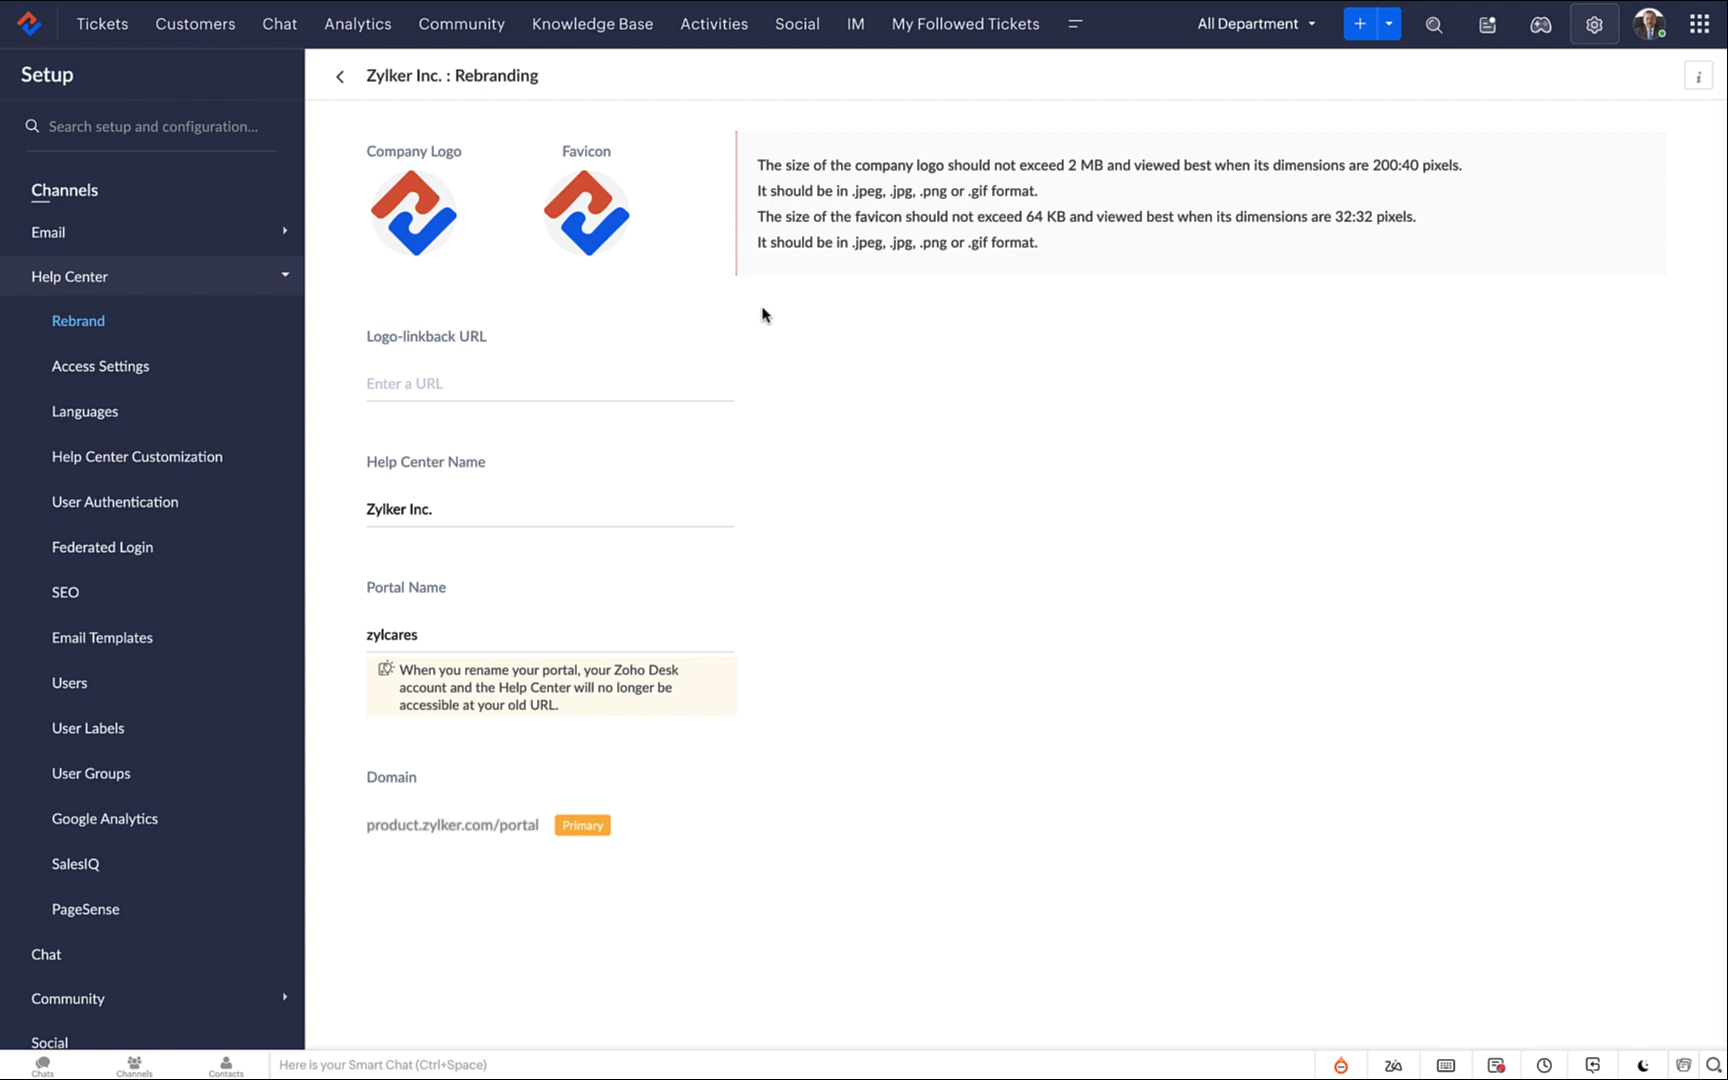 Tickets
Customers
Chat
Analytics
Community
Knowledge Base
Activities
Social
IM
My Followed Tickets
All Department
Setup
Search setup and configuration...
Channels
Email
Help Center
Rebrand
Access Settings
Languages
Help Center Customization
User Authentication
Federated Login
SEO
Email Templates
Users
User Labels
User Groups
Google Analytics
SalesIQ
PageSense
Chat
Community
Social
Zylker Inc. : Rebranding
i
Company Logo
Favicon
The size of the company logo should not exceed 2 MB and viewed best when its dimensions are 200:40 pixels.
It should be in .jpeg, .jpg, .png or .gif format.
The size of the favicon should not exceed 64 KB and viewed best when its dimensions are 32:32 pixels.
It should be in .jpeg, .jpg, .png or .gif format.
Logo-linkback URL
Enter a URL
Help Center Name
Zylker Inc.
Portal Name
zylcares
When you rename your portal, your Zoho Desk
account and the Help Center will no longer be
accessible at your old URL.
Domain
product.zylker.com/portal
Primary
Chats
Channels
Contacts
Here is your Smart Chat (Ctrl+Space)